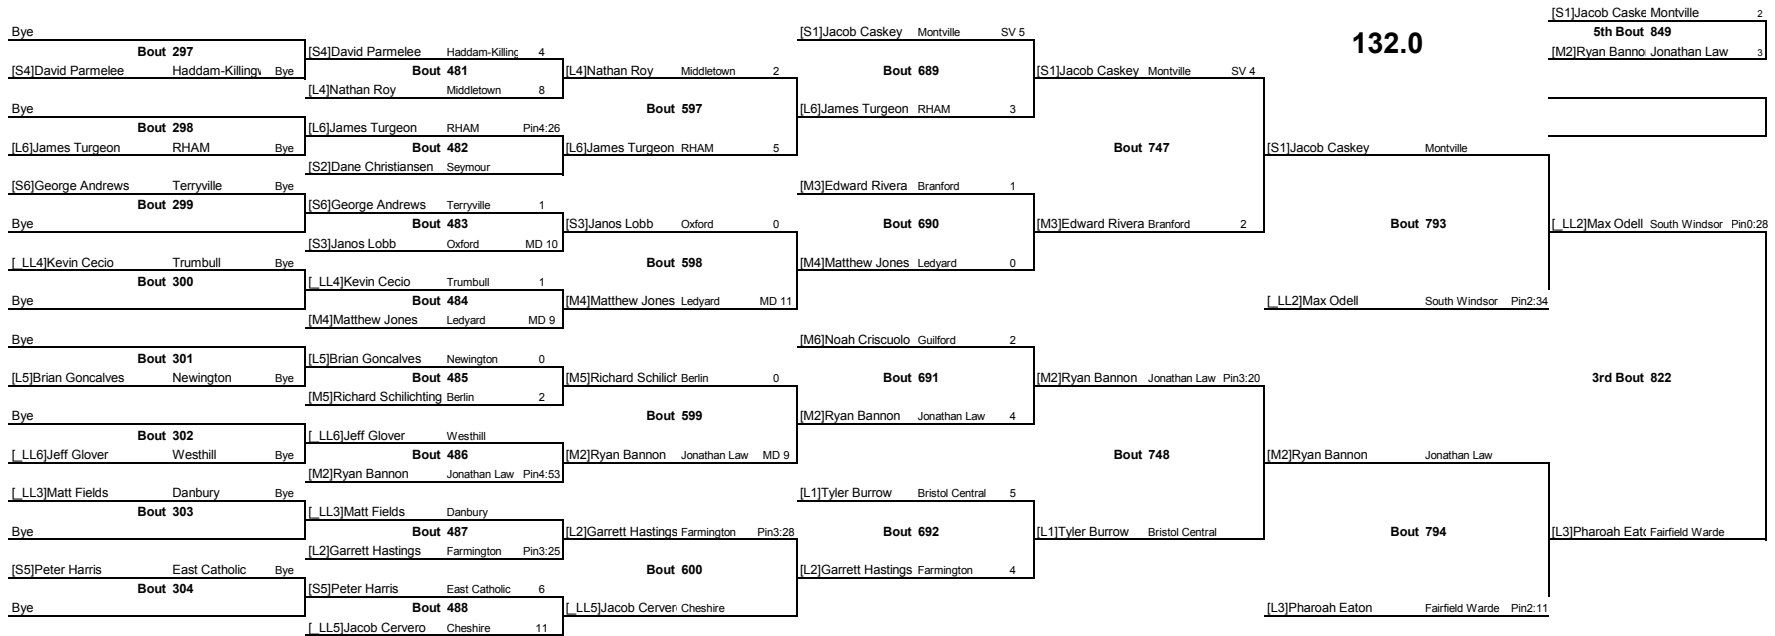 132.0
Bye
Bout 297
[S4]David Parmelee Haddam-Killingw Bye
Bye
Bout 298
[L6]James Turgeon RHAM Bye
[S6]George Andrews Terryville Bye
Bout 299
Bye
[_LL4]Kevin Cecio Trumbull Bye
Bout 300
Bye
Bye
Bout 301
[L5]Brian Goncalves Newington Bye
Bye
Bout 302
[_LL6]Jeff Glover Westhill Bye
[_LL3]Matt Fields Danbury Bye
Bout 303
Bye
[S5]Peter Harris East Catholic Bye
Bout 304
Bye
[S4]David Parmelee Haddam-Killing 4
Bout 481
[L4]Nathan Roy Middletown 8
[L6]James Turgeon RHAM Pin4:26
Bout 482
[S2]Dane Christiansen Seymour
[S6]George Andrews Terryville 1
Bout 483
[S3]Janos Lobb Oxford MD 10
[_LL4]Kevin Cecio Trumbull 1
Bout 484
[M4]Matthew Jones Ledyard MD 9
[L5]Brian Goncalves Newington 0
Bout 485
[M5]Richard Schilichting Berlin 2
[_LL6]Jeff Glover Westhill
Bout 486
[M2]Ryan Bannon Jonathan Law Pin4:53
[_LL3]Matt Fields Danbury
Bout 487
[L2]Garrett Hastings Farmington Pin3:25
[S5]Peter Harris East Catholic 6
Bout 488
[_LL5]Jacob Cervero Cheshire 11
[L4]Nathan Roy Middletown 2
Bout 597
[L6]James Turgeon RHAM 5
[S3]Janos Lobb Oxford 0
Bout 598
[M4]Matthew Jones Ledyard MD 11
[M5]Richard Schilich Berlin 0
Bout 599
[M2]Ryan Bannon Jonathan Law MD 9
[L2]Garrett Hastings Farmington Pin3:28
Bout 600
[_LL5]Jacob Cerver Cheshire
[S1]Jacob Caskey Montville SV 5
Bout 689
[L6]James Turgeon RHAM 3
[M3]Edward Rivera Branford 1
Bout 690
[M4]Matthew Jones Ledyard 0
[M6]Noah Criscuolo Guilford 2
Bout 691
[M2]Ryan Bannon Jonathan Law 4
[L1]Tyler Burrow Bristol Central 5
Bout 692
[L2]Garrett Hastings Farmington 4
[S1]Jacob Caskey Montville SV 4
Bout 747
[M3]Edward Rivera Branford 2
[M2]Ryan Bannon Jonathan Law Pin3:20
Bout 748
[L1]Tyler Burrow Bristol Central
[S1]Jacob Caskey Montville
Bout 793
[_LL2]Max Odell South Windsor Pin2:34
[M2]Ryan Bannon Jonathan Law
Bout 794
[L3]Pharoah Eaton Fairfield Warde Pin2:11
[S1]Jacob Caske Montville 2
5th Bout 849
[M2]Ryan Banno Jonathan Law 3
[_LL2]Max Odell South Windsor Pin0:28
3rd Bout 822
[L3]Pharoah Eato Fairfield Warde